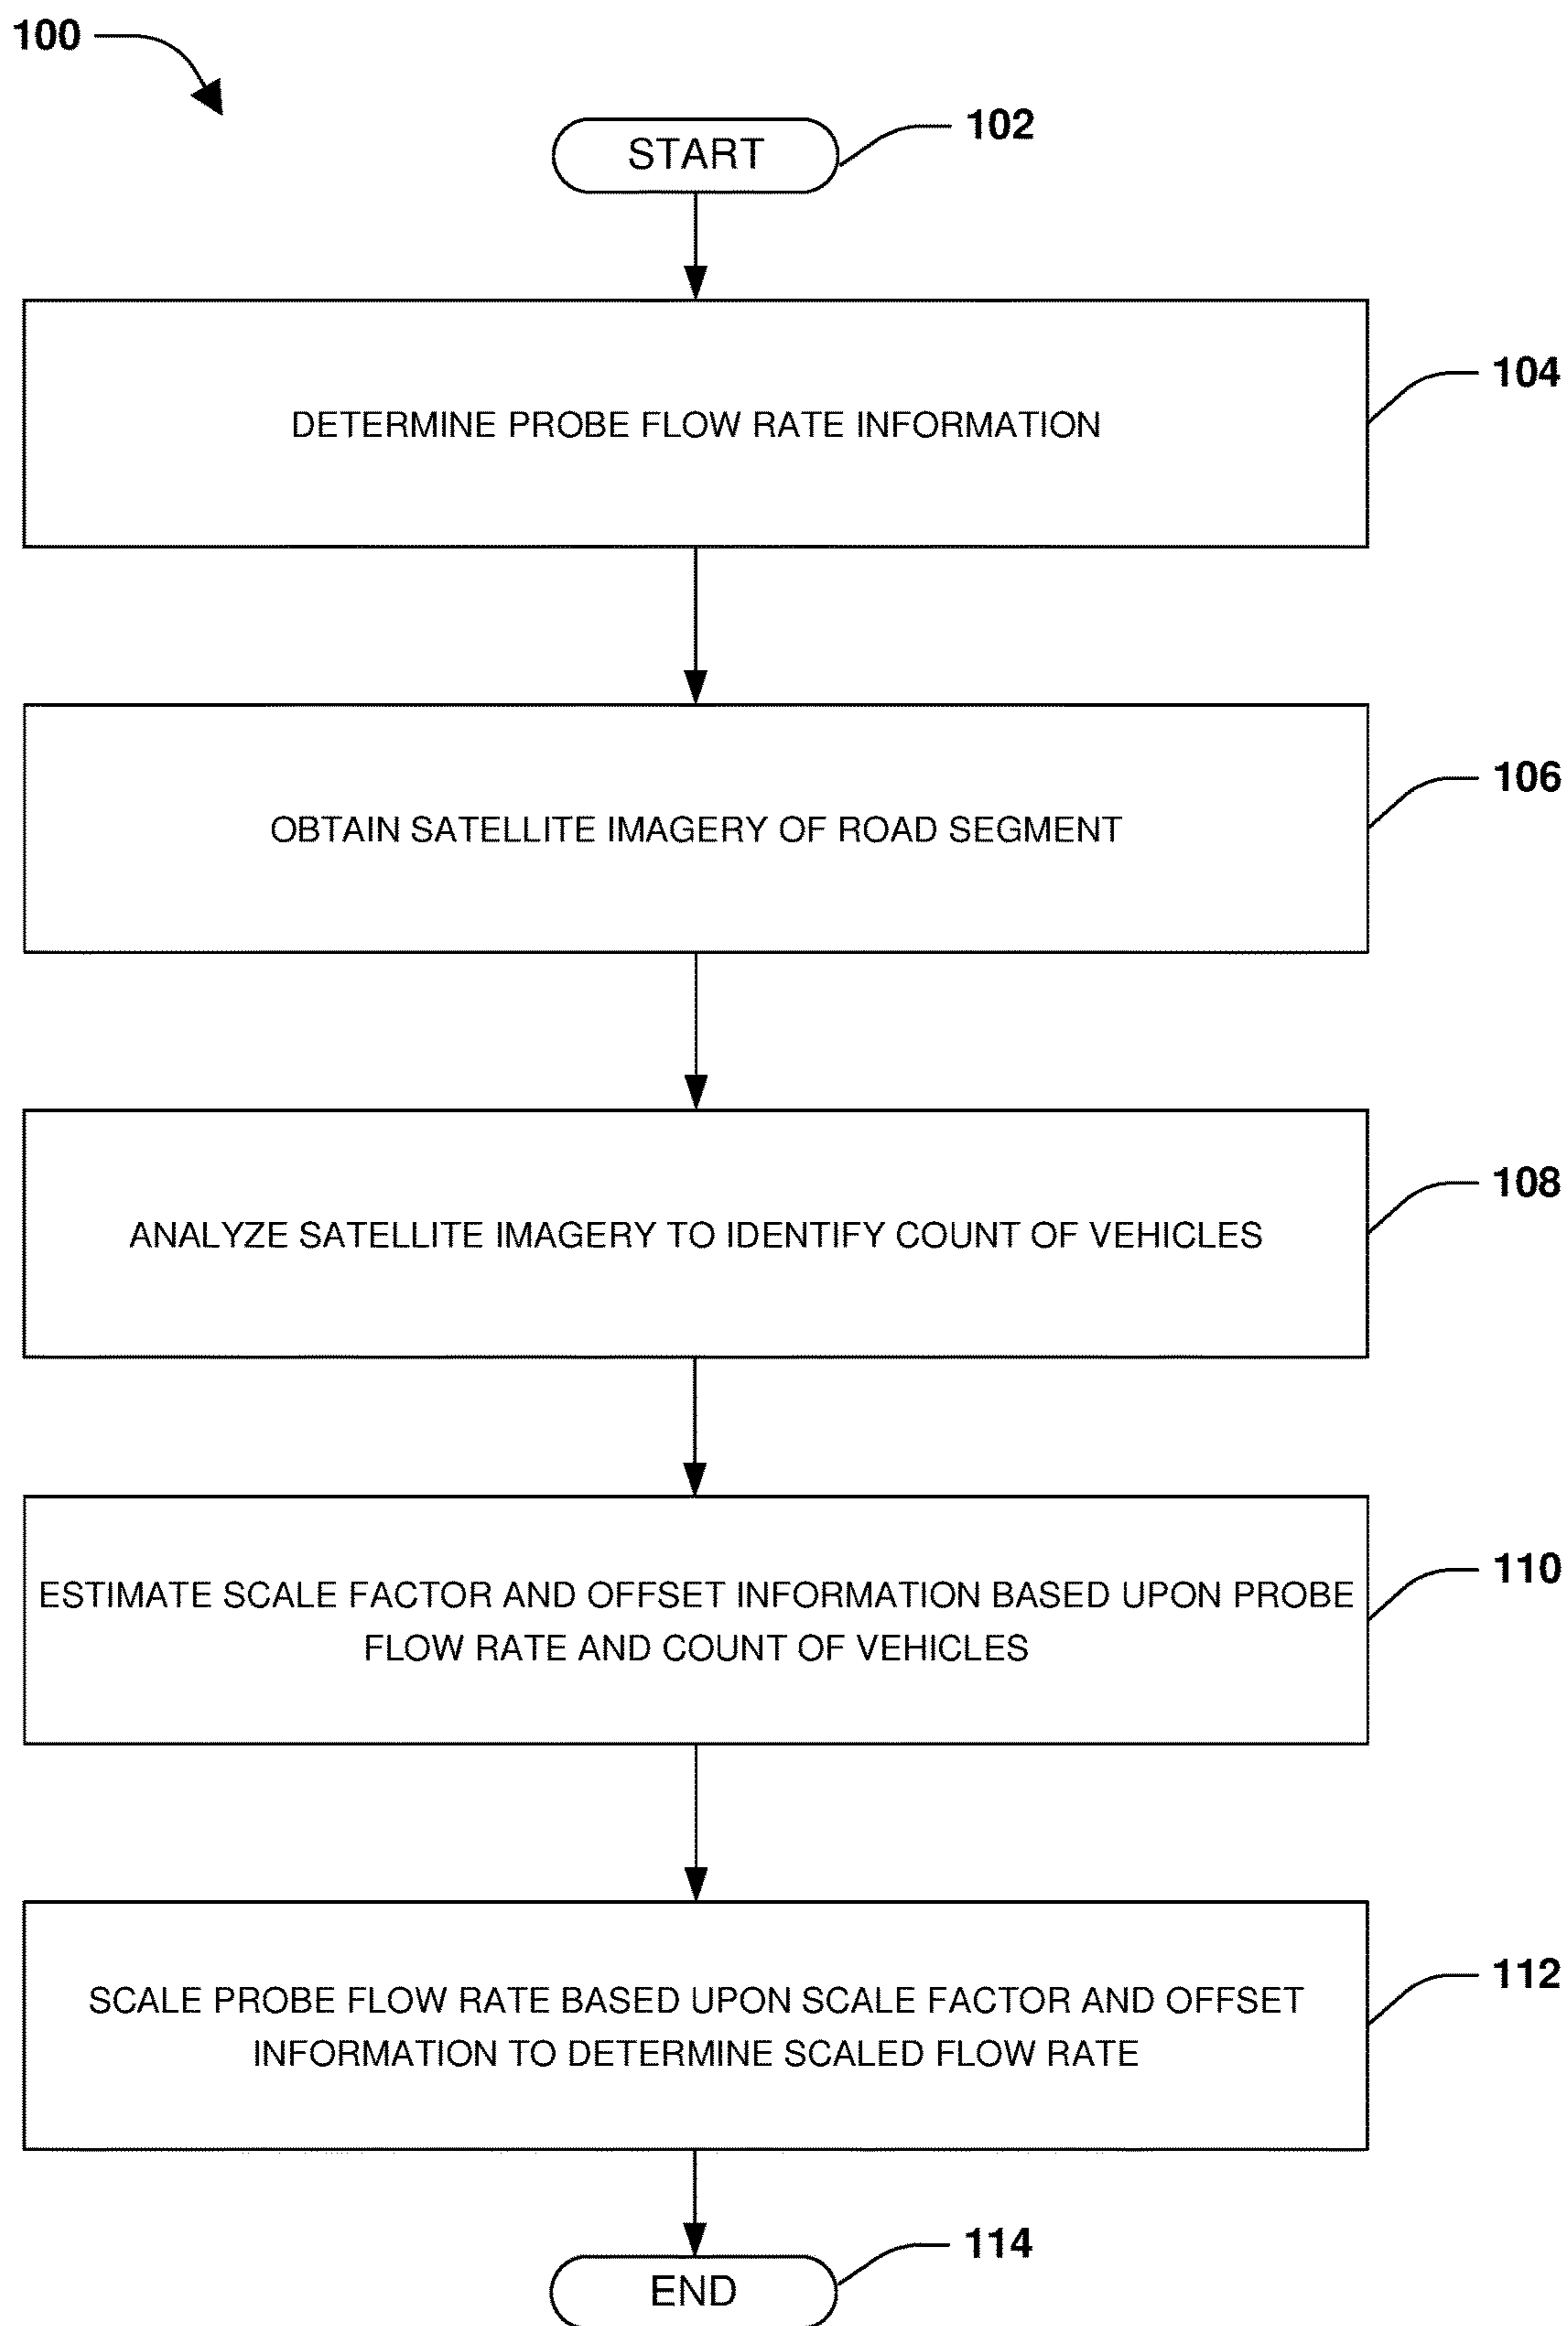 100
START
102
DETERMINE PROBE FLOW RATE INFORMATION
104
OBTAIN SATELLITE IMAGERY OF ROAD SEGMENT
106
ANALYZE SATELLITE IMAGERY TO IDENTIFY COUNT OF VEHICLES
108
ESTIMATE SCALE FACTOR AND OFFSET INFORMATION BASED UPON PROBE
FLOW RATE AND COUNT OF VEHICLES
110
SCALE PROBE FLOW RATE BASED UPON SCALE FACTOR AND OFFSET
INFORMATION TO DETERMINE SCALED FLOW RATE
112
END
114